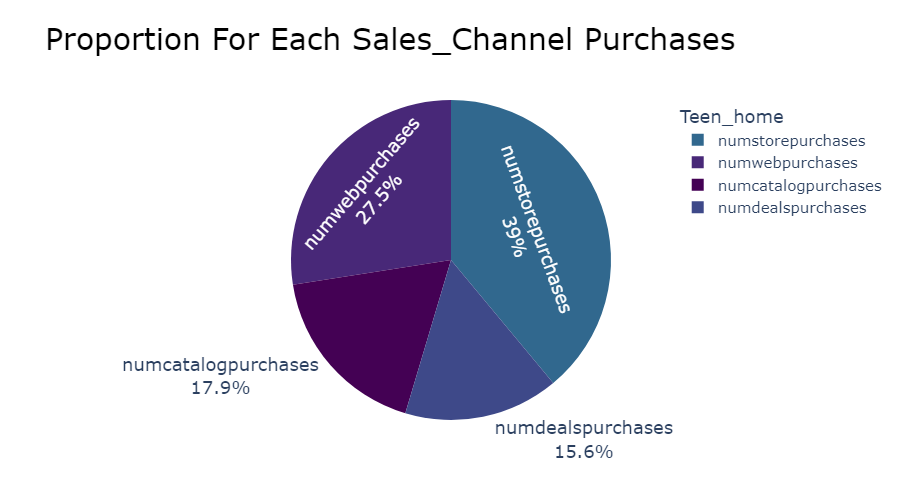 Proportion For Each Sales_Channel Purchases
numwebpurchases
27.5%
numstorepurchases
39%
numcatalogpurchases
17.9%
numdealspurchases
15.6%
Teen_home
numstorepurchases
numwebpurchases
numcatalogpurchases
numdealspurchases